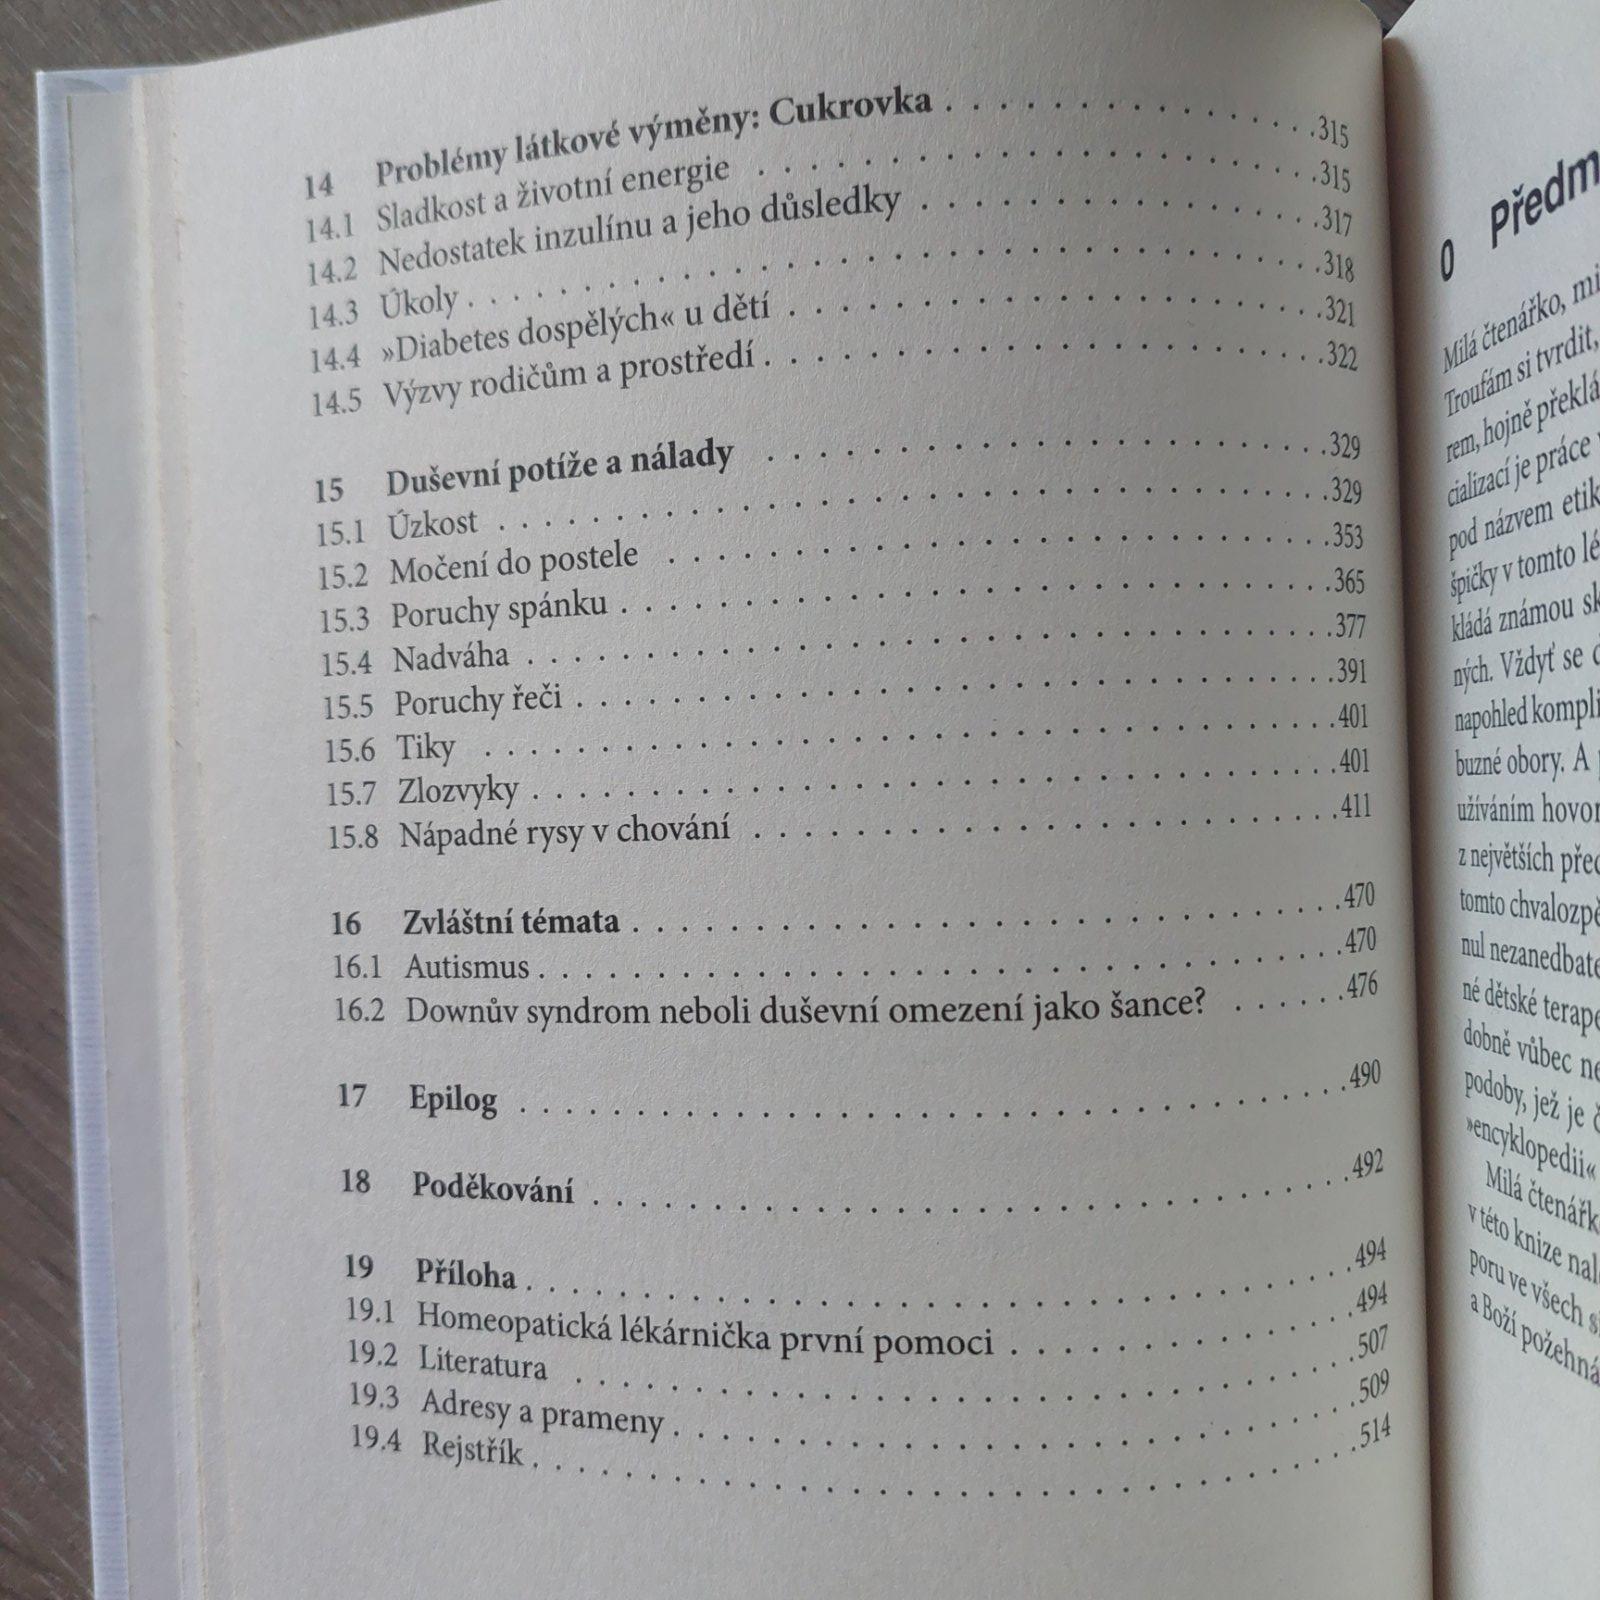 14 Problémy látkové výměny: Cukrovka . . . . . . . . . . . . . . .315
14.1 Sladkost a životní energie . . . . . . . . . . . . . . . . . . . . . .315
14.2 Nedostatek inzulínu a jeho důsledky . . . . . . . . . . . . . . . .317
14.3 Úkoly . . . . . . . . . . . . . . . . . . . . . . . . . . . . . . . .318
14.4 »Diabetes dospělých« u dětí . . . . . . . . . . . . . . . . . . . .321
14.5 Výzvy rodičům a prostředí . . . . . . . . . . . . . . . . . . . . .322
15 Duševní potíže a nálady . . . . . . . . . . . . . . . . . . . . .329
15.1 Úzkost . . . . . . . . . . . . . . . . . . . . . . . . . . . . . . .329
15.2 Močení do postele . . . . . . . . . . . . . . . . . . . . . . . . .353
15.3 Poruchy spánku . . . . . . . . . . . . . . . . . . . . . . . . . . .365
15.4 Nadváha . . . . . . . . . . . . . . . . . . . . . . . . . . . . . .377
15.5 Poruchy řeči . . . . . . . . . . . . . . . . . . . . . . . . . . . .391
15.6 Tiky . . . . . . . . . . . . . . . . . . . . . . . . . . . . . . . .401
15.7 Zlozvyky . . . . . . . . . . . . . . . . . . . . . . . . . . . . . .401
15.8 Nápadné rysy v chování . . . . . . . . . . . . . . . . . . . . . .411
16 Zvláštní témata . . . . . . . . . . . . . . . . . . . . . . . . . .470
16.1 Autismus . . . . . . . . . . . . . . . . . . . . . . . . . . . . . .470
16.2 Downův syndrom neboli duševní omezení jako šance? . . . . . .476
17 Epilog . . . . . . . . . . . . . . . . . . . . . . . . . . . . . . .490
18 Poděkování . . . . . . . . . . . . . . . . . . . . . . . . . . . .492
19 Příloha . . . . . . . . . . . . . . . . . . . . . . . . . . . . . . .494
19.1 Homeopatická lékárnička první pomoci . . . . . . . . . . . . . .494
19.2 Literatura . . . . . . . . . . . . . . . . . . . . . . . . . . . . .507
19.3 Adresy a prameny . . . . . . . . . . . . . . . . . . . . . . . . .509
19.4 Rejstřík . . . . . . . . . . . . . . . . . . . . . . . . . . . . . .514
0 Předm
Milá čtenářko, mi
Troufám si tvrdit,
rem, hojně překlá
cializací je práce v
pod názvem etik
špičky v tomto lé
kládá známou sk
ných. Vždyť se
napohled kompli
buzné obory. A
užíváním hovor
z největších před
tomto chvalozpě
nul nezanedbate
né dětské terape
dobně vůbec ne
podoby, jež je
»encyklopedii«
Milá čtenářk
v této knize nal
poru ve všech
a Boží požehná